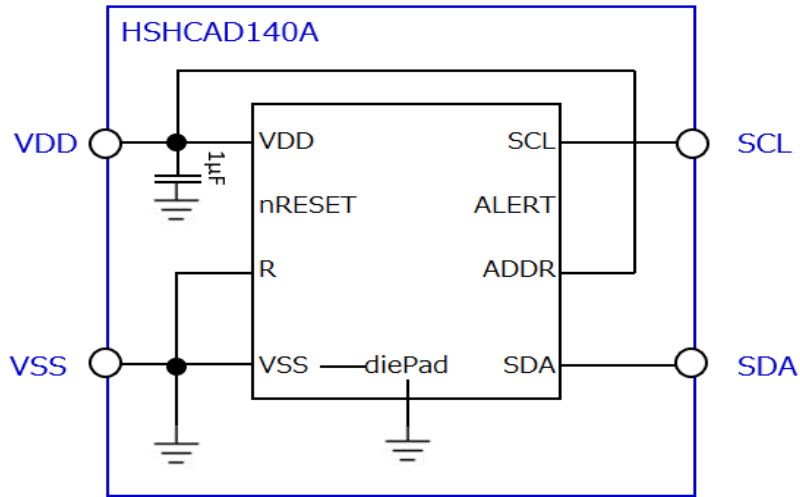 HSHCAD140A
VDD
VDD
SCL
SCL
1μF
nRESET
ALERT
R
ADDR
VSS
VSS
diePad
SDA
SDA